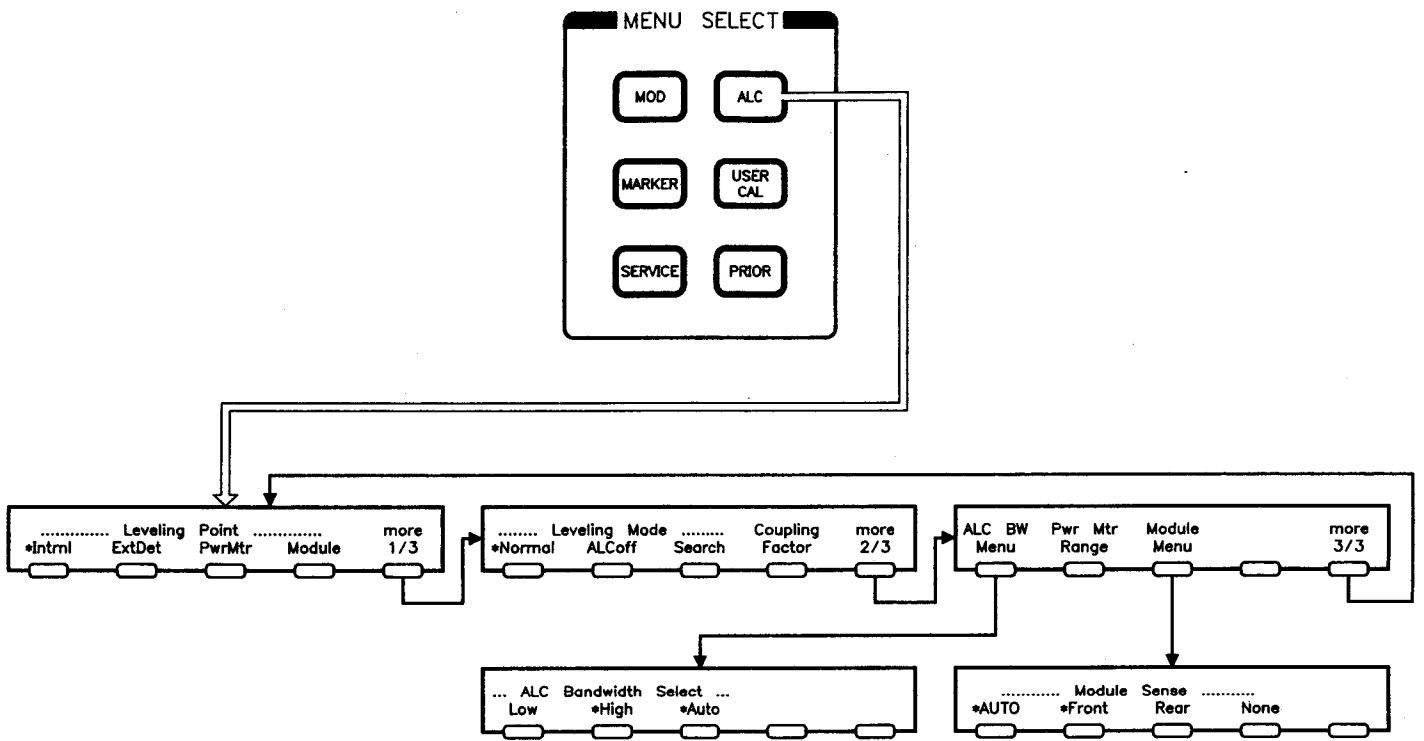 MENU SELECT
MOD ALC
MARKER USER CAL
SERVICE PRIOR
............. Leveling Point ............. more
*Intrnl ExtDet PwrMtr Module 1/3
........ Leveling Mode ........ Coupling more
*Normal ALCoff Search Factor 2/3
ALC BW Pwr Mtr Module more
Menu Range Menu 3/3
... ALC Bandwidth Select ...
Low *High *Auto
............ Module Sense ..........
*AUTO *Front Rear None